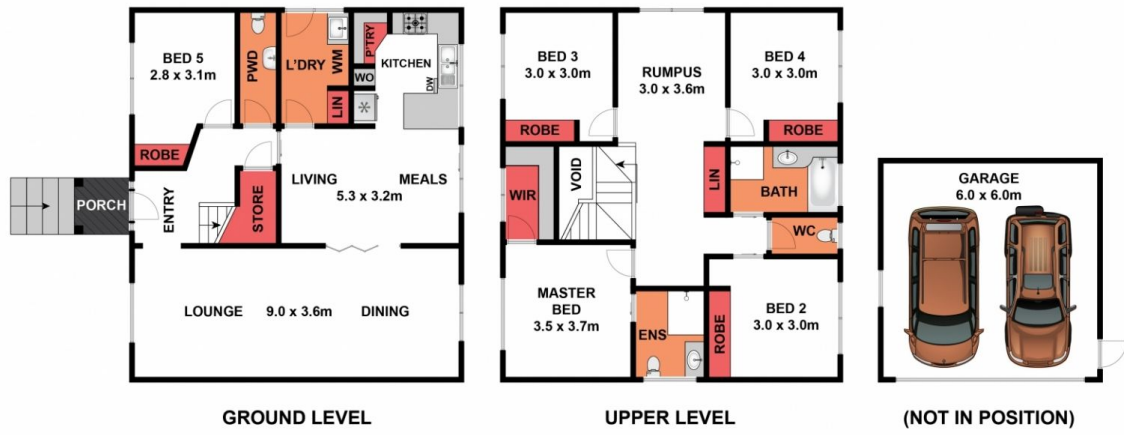 BED 5
2.8 x 3.1m
PWD
L'DRY
WM
P'TRY
WO
KITCHEN
DW
LIN
ROBE
PORCH
ENTRY
STORE
LIVING
MEALS
5.3 x 3.2m
LOUNGE
9.0 x 3.6m
DINING
GROUND LEVEL
BED 3
3.0 x 3.0m
RUMPUS
3.0 x 3.6m
BED 4
3.0 x 3.0m
ROBE
ROBE
WIR
VOID
LIN
BATH
WC
MASTER
BED
3.5 x 3.7m
ENS
ROBE
BED 2
3.0 x 3.0m
UPPER LEVEL
GARAGE
6.0 x 6.0m
(NOT IN POSITION)